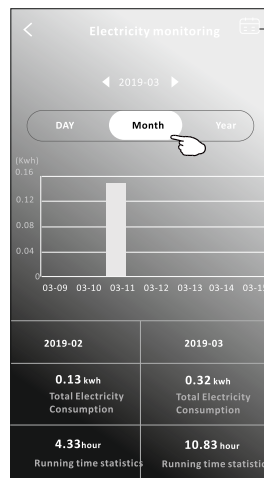 Electricity monitoring
2019-03
DAY Month Year
(Kwh)
0.16
0.12
0.08
0.04
0
03-09 03-10 03-11 03-12 03-13 03-14
2019-02 2019-03
0.13 kwh 0.32 kwh
Total Electricity Total Electricity
Consumption Consumption
4.33hour 10.83 hour
Running time statistics Running time